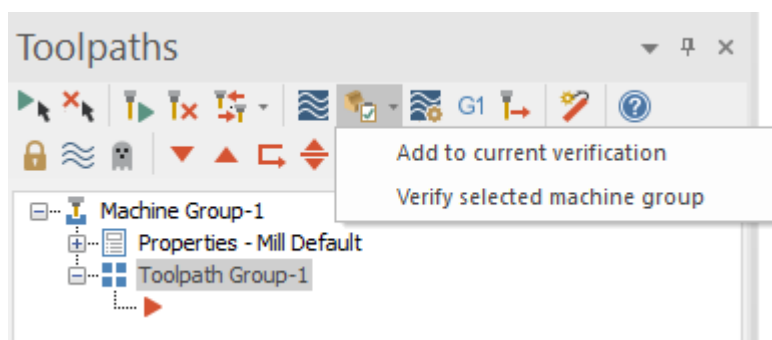 Toolpaths
G1
Add to current verification
Verify selected machine group
Machine Group-1
Properties - Mill Default
Toolpath Group-1